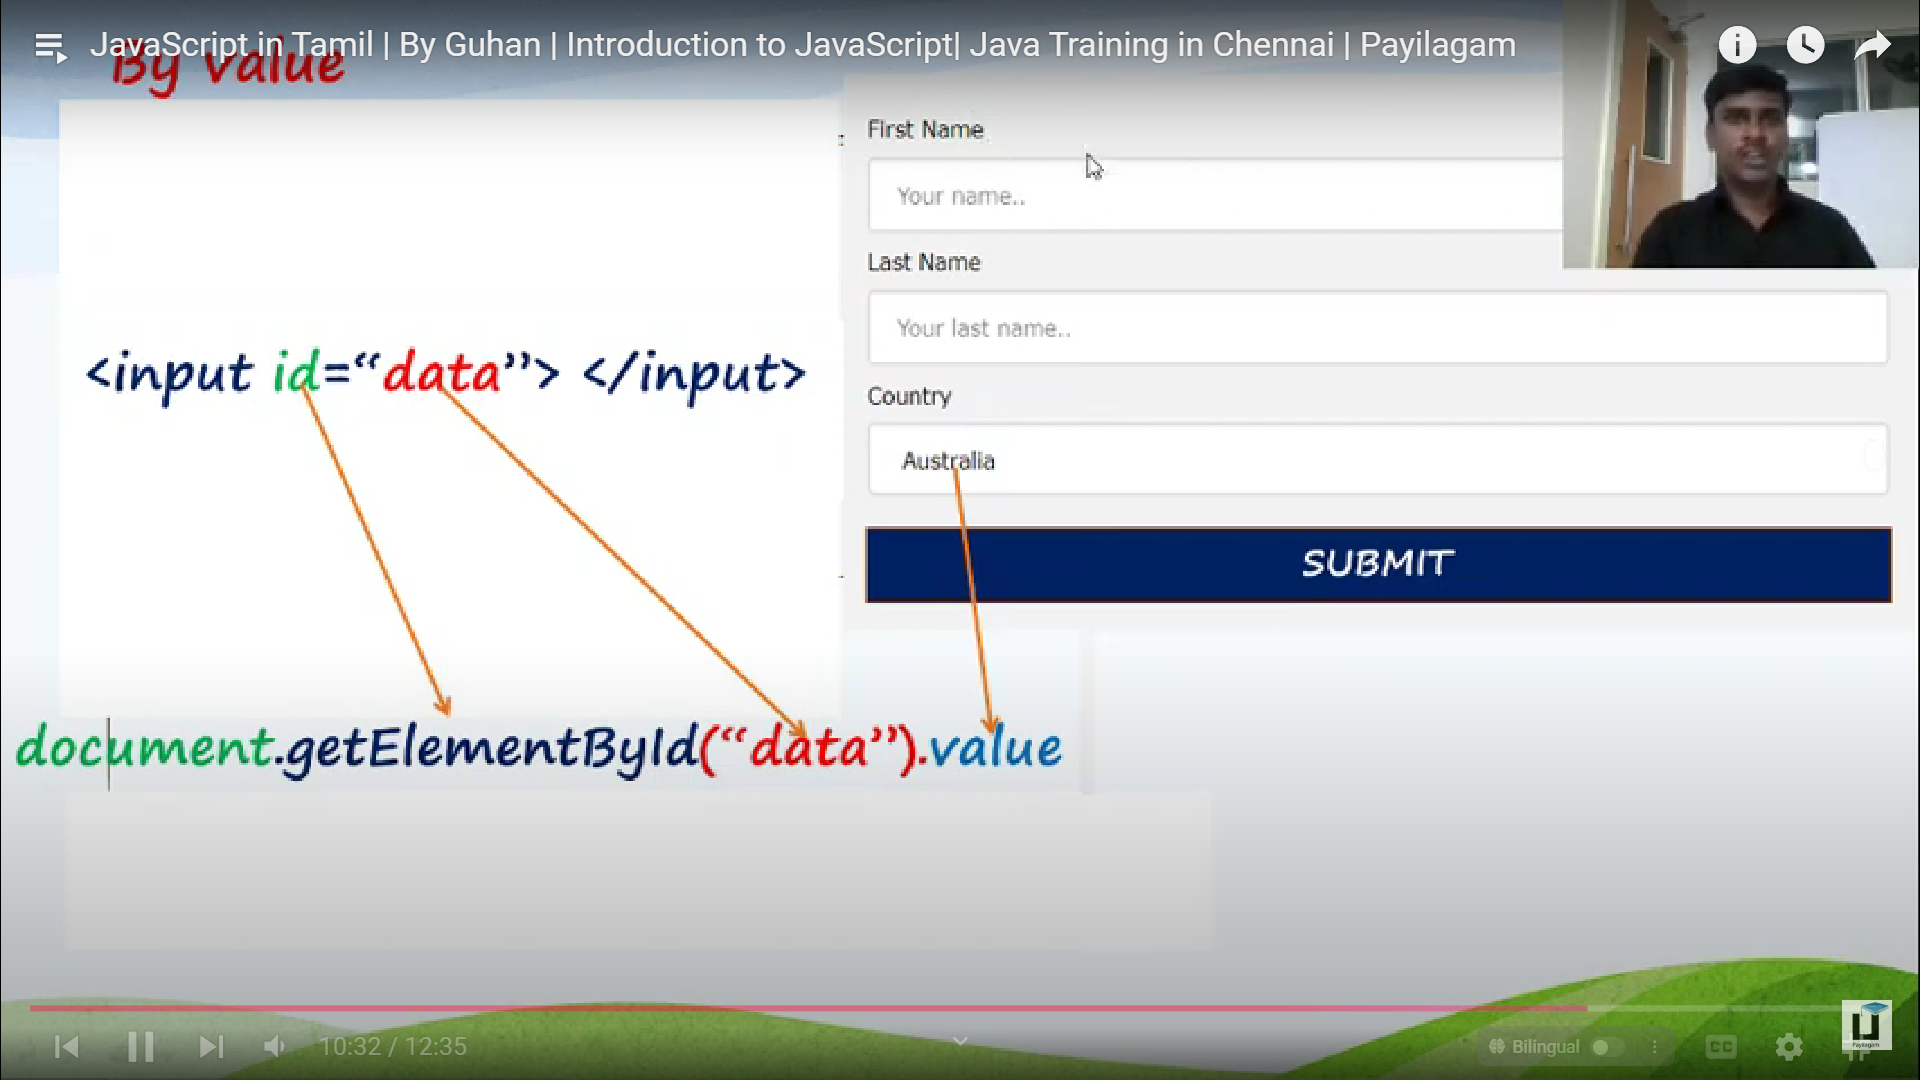 JavaScript in Tamil | By Guhan | Introduction to JavaScript| Java Training in Chennai | Payilagam
By value
First Name
Your name..
Last Name
Your last name..
<input id=“data”> </input>
Country
Australia
SUBMIT
document.getElementById(“data”).value
10:32 / 12:35
Bilingual
CC
Payilagam